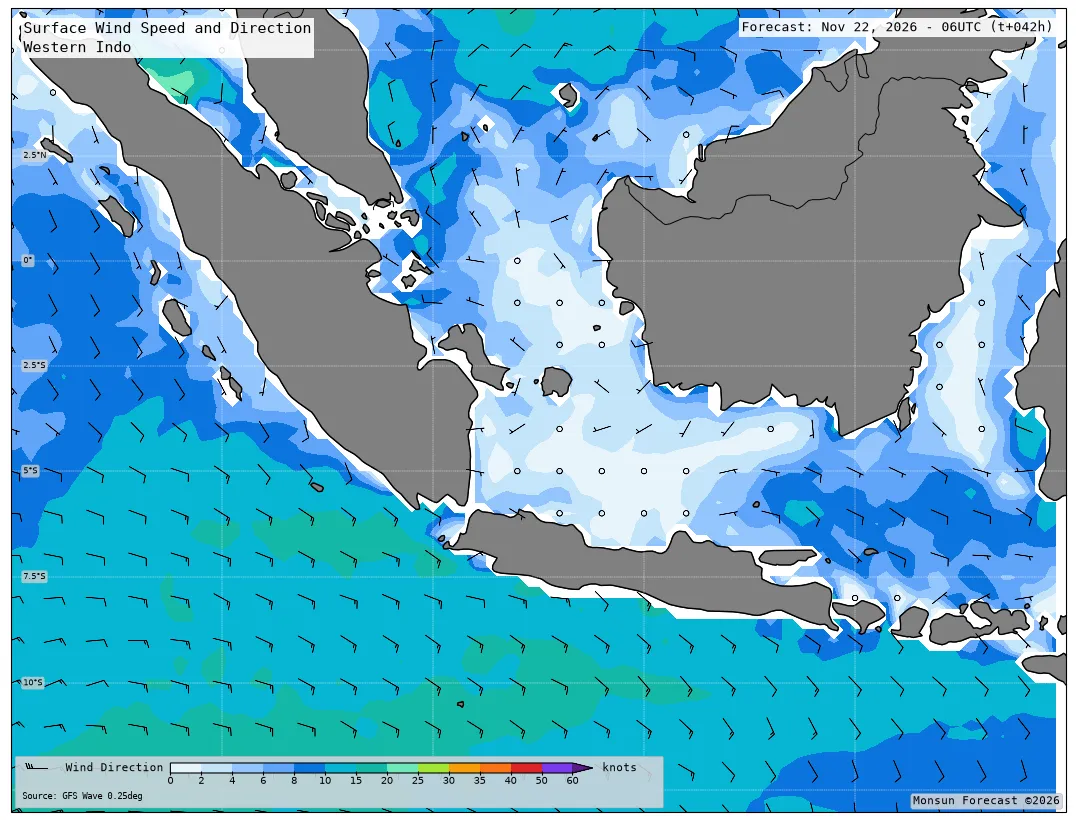 Surface Wind Speed and Direction
Western Indo
Forecast: Nov 22, 2026 - 06UTC (t+042h)
2.5°N
0°
2.5°S
5°S
7.5°S
10°S
Wind Direction
0 2 4 6 8 10 15 20 25 30 35 40 50 60
knots
Source: GFS Wave 0.25deg
Monsun Forecast ©2026